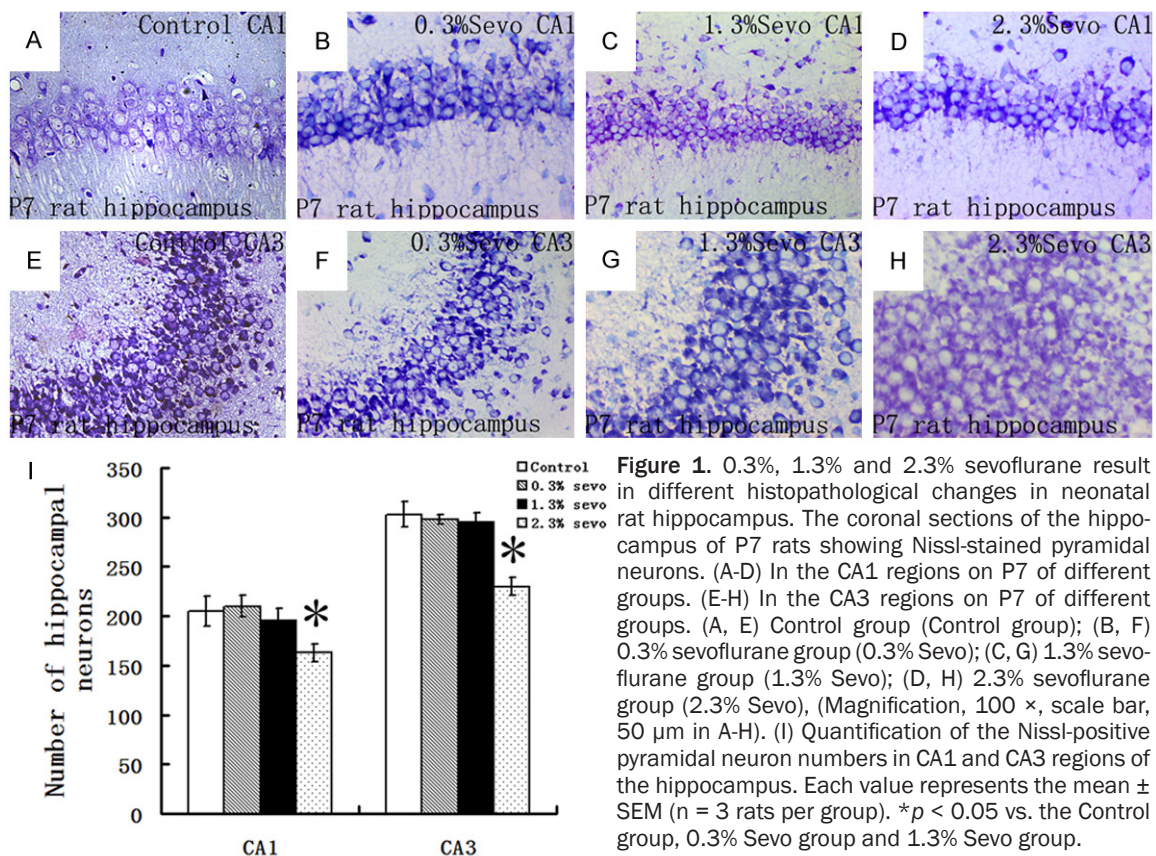 A
Control CA1
P7 rat hippocampus
B
0.3%Sevo CA1
P7 rat hippocampus
C
1.3%Sevo CA1
P7 rat hippocampus
D
2.3%Sevo CA1
P7 rat hippocampus
E
Control CA3
P7 rat hippocampus
F
0.3%Sevo CA3
P7 rat hippocampus
G
1.3%Sevo CA3
P7 rat hippocampus
H
2.3%Sevo CA3
P7 rat hippocampus
I
Number of hippocampal
neurons
350
300
250
200
150
100
50
0
Control
0.3% sevo
1.3% sevo
2.3% sevo
*
*
CA1
CA3
Figure 1. 0.3%, 1.3% and 2.3% sevoflurane result
in different histopathological changes in neonatal
rat hippocampus. The coronal sections of the hippo-
campus of P7 rats showing Nissl-stained pyramidal
neurons. (A-D) In the CA1 regions on P7 of different
groups. (E-H) In the CA3 regions on P7 of different
groups. (A, E) Control group (Control group); (B, F)
0.3% sevoflurane group (0.3% Sevo); (C, G) 1.3% sevo-
flurane group (1.3% Sevo); (D, H) 2.3% sevoflurane
group (2.3% Sevo), (Magnification, 100 ×, scale bar,
50 µm in A-H). (I) Quantification of the Nissl-positive
pyramidal neuron numbers in CA1 and CA3 regions of
the hippocampus. Each value represents the mean ±
SEM (n = 3 rats per group). *p < 0.05 vs. the Control
group, 0.3% Sevo group and 1.3% Sevo group.